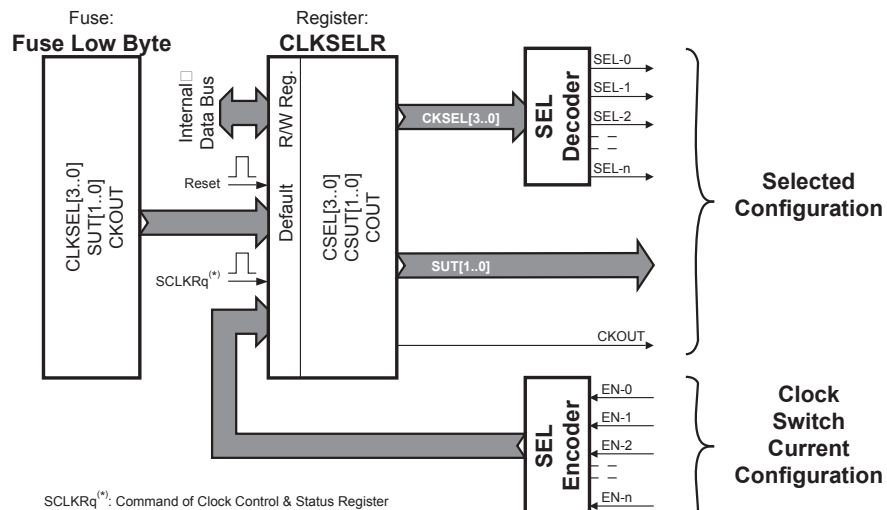 Fuse:
Fuse Low Byte
Register:
CLKSELR
CLKSEL[3..0]
SUT[1..0]
CKOUT
Internal□
Data Bus
Reset
SCLKRq(*)
R/W Reg.
Default
CSEL[3..0]
CSUT[1..0]
COUT
CKSEL[3..0]
SUT[1..0]
CKOUT
SEL
Decoder
SEL-0
SEL-1
SEL-2
SEL-n
Selected
Configuration
SEL
Encoder
EN-0
EN-1
EN-2
EN-n
Clock
Switch
Current
Configuration
SCLKRq(*): Command of Clock Control & Status Register